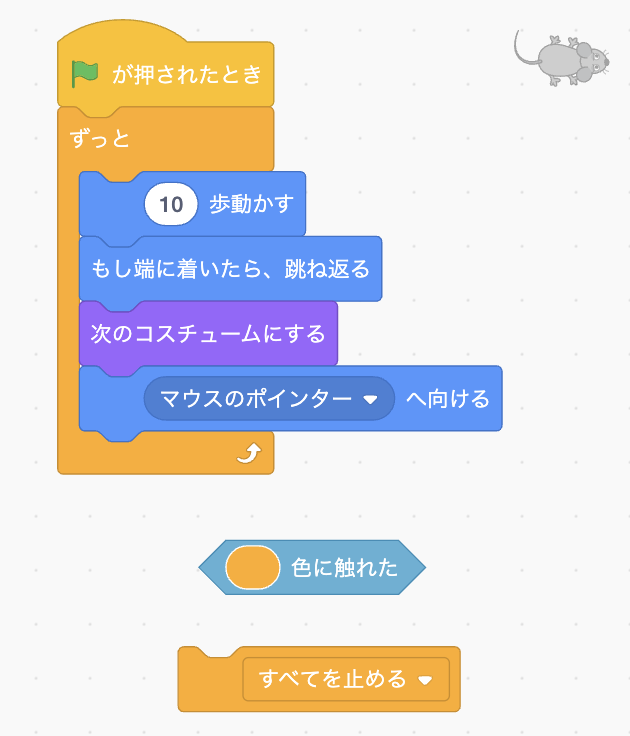 が押されたとき
ずっと
10 歩動かす
もし端に着いたら、跳ね返る
次のコスチュームにする
マウスのポインター へ向ける
色に触れた
すべてを止める